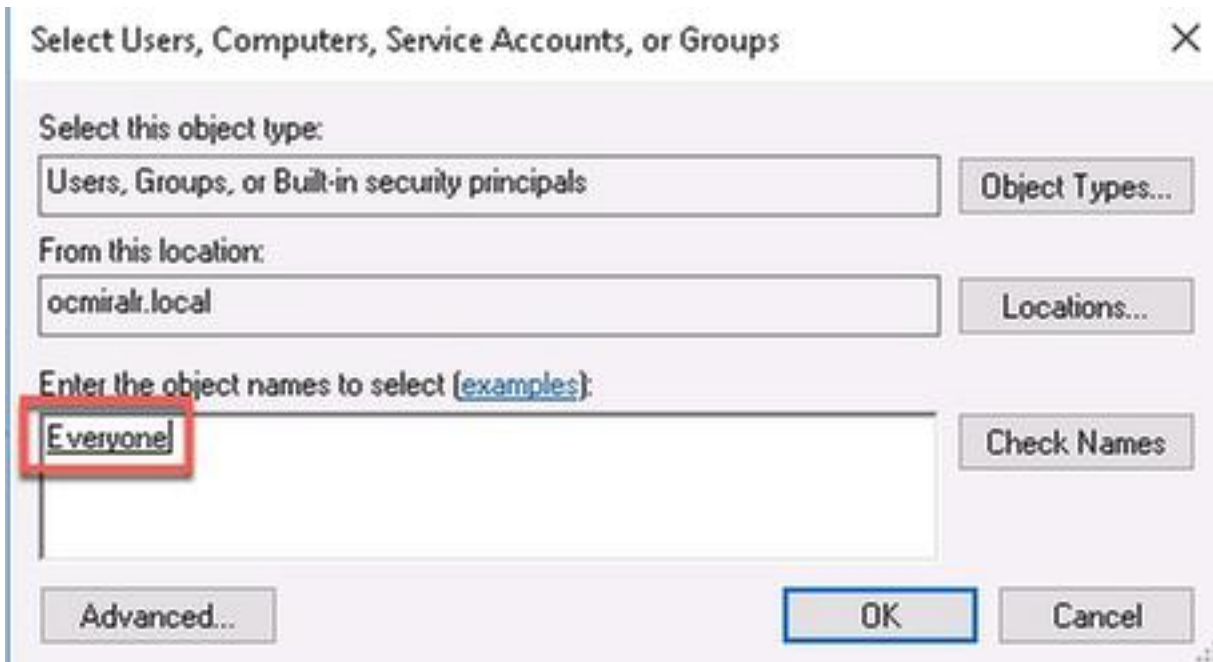 Select Users, Computers, Service Accounts, or Groups
Select this object type:
Users, Groups, or Built-in security principals
Object Types...
From this location:
ocmiralr.local
Locations...
Enter the object names to select (examples):
Everyone
Check Names
Advanced...
OK
Cancel